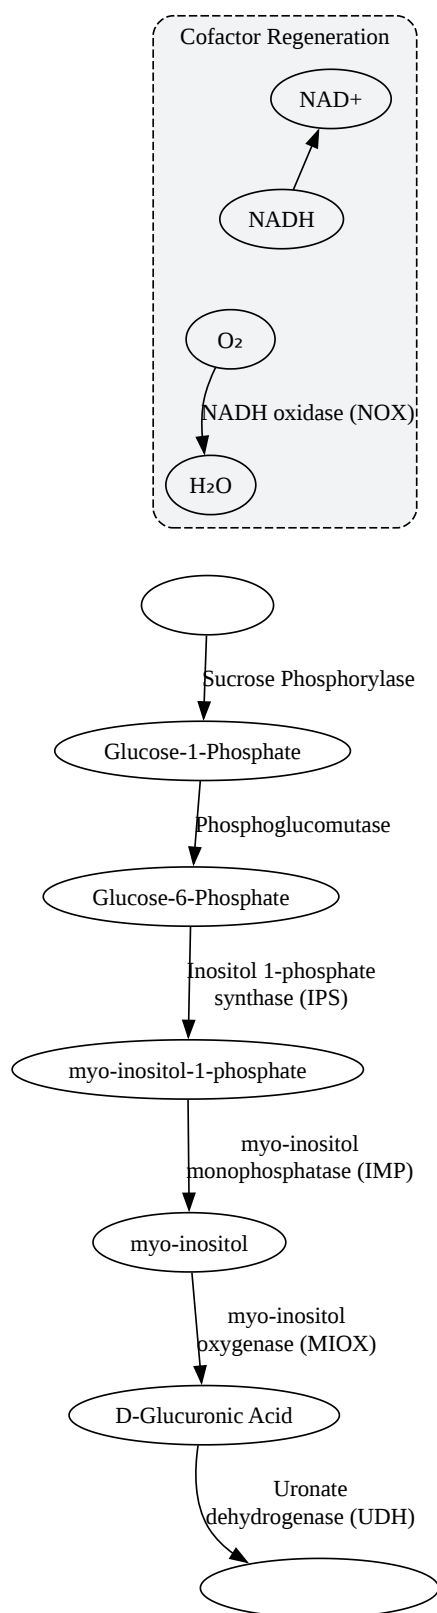 Cofactor Regeneration
NAD+
NADH
O₂
NADH oxidase (NOX)
H₂O
Sucrose Phosphorylase
Glucose-1-Phosphate
Phosphoglucomutase
Glucose-6-Phosphate
Inositol 1-phosphate
synthase (IPS)
myo-inositol-1-phosphate
myo-inositol
monophosphatase (IMP)
myo-inositol
myo-inositol
oxygenase (MIOX)
D-Glucuronic Acid
Uronate
dehydrogenase (UDH)